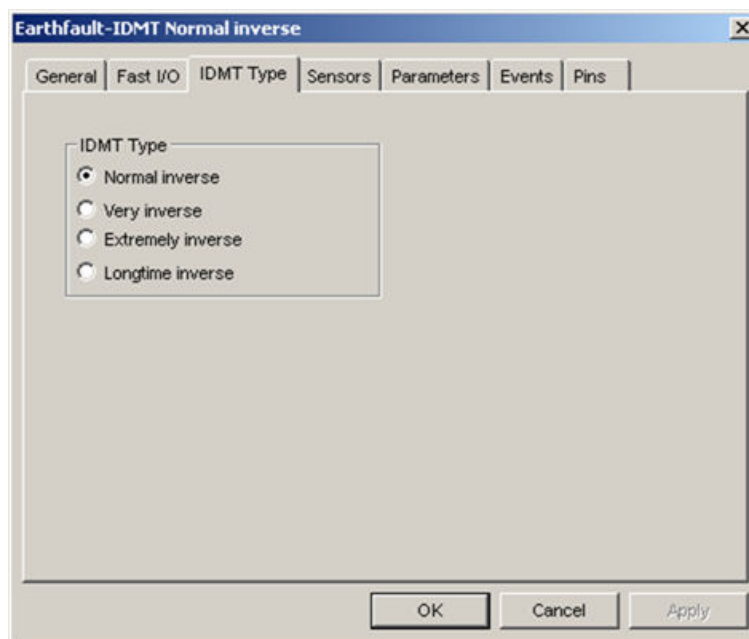 Earthfault-IDMT Normal inverse
General Fast I/O IDMT Type Sensors Parameters Events Pins
IDMT Type
Normal inverse
Very inverse
Extremely inverse
Longtime inverse
OK Cancel Apply